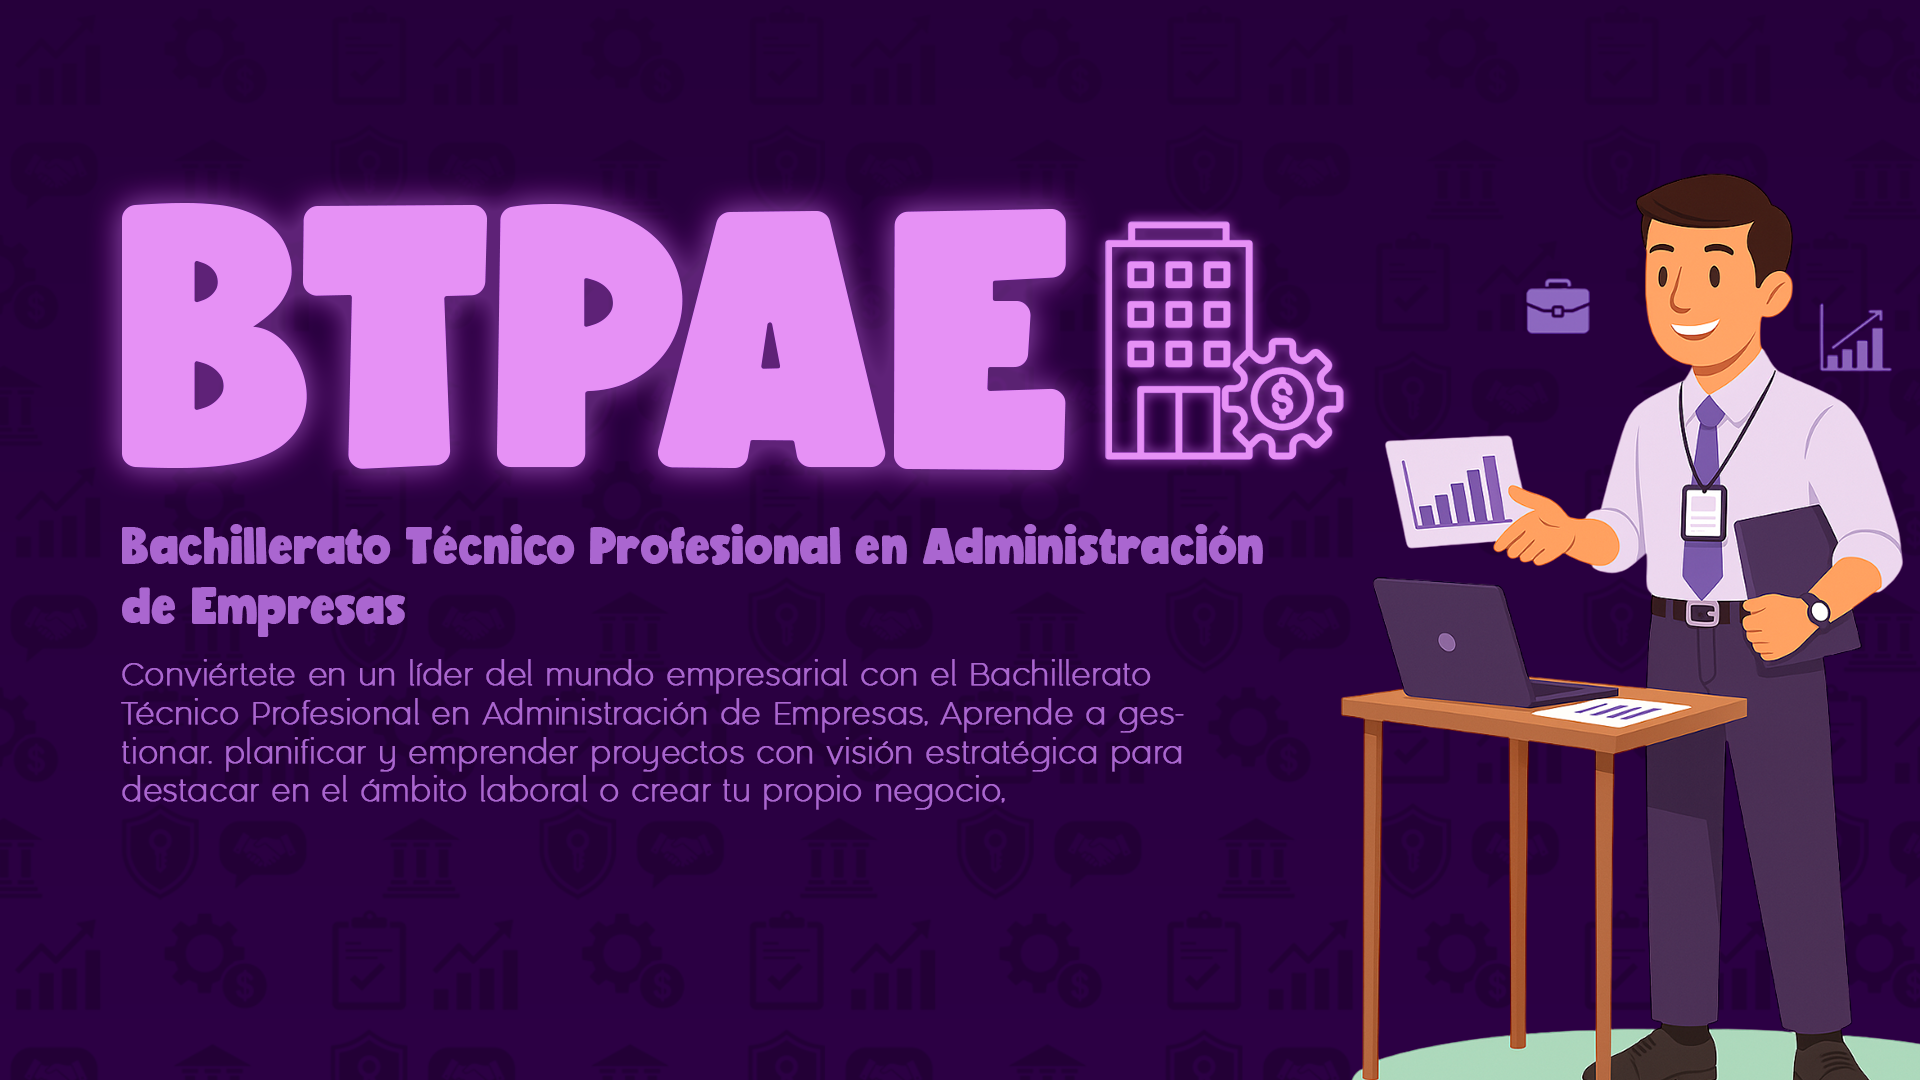 BTPAE
$
Bachillerato Técnico Profesional en Administración
de Empresas
Conviértete en un líder del mundo empresarial con el Bachillerato
Técnico Profesional en Administración de Empresas, Aprende a ges-
tionar. planificar y emprender proyectos con visión estratégica para
destacar en el ámbito laboral o crear tu propio negocio,